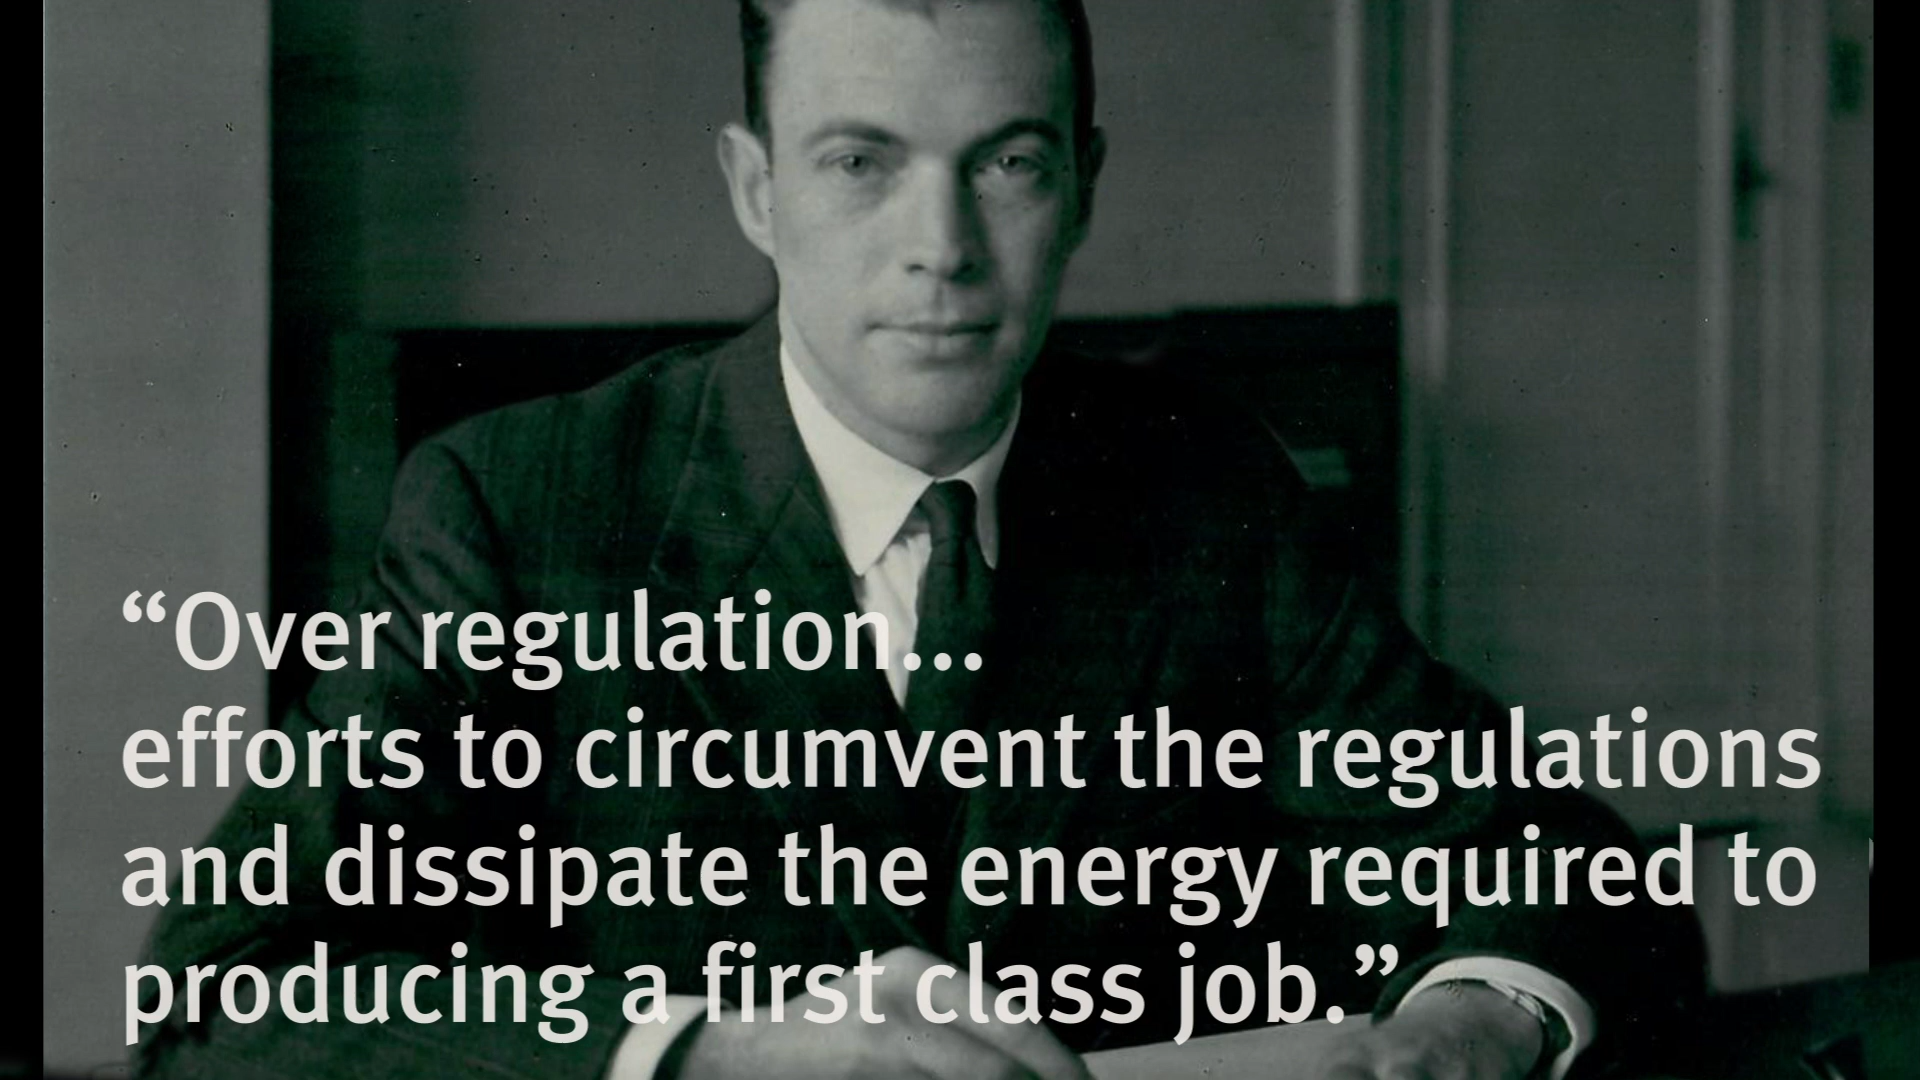 “Over regulation...
efforts to circumvent the regulations
and dissipate the energy required to
producing a first class job.”